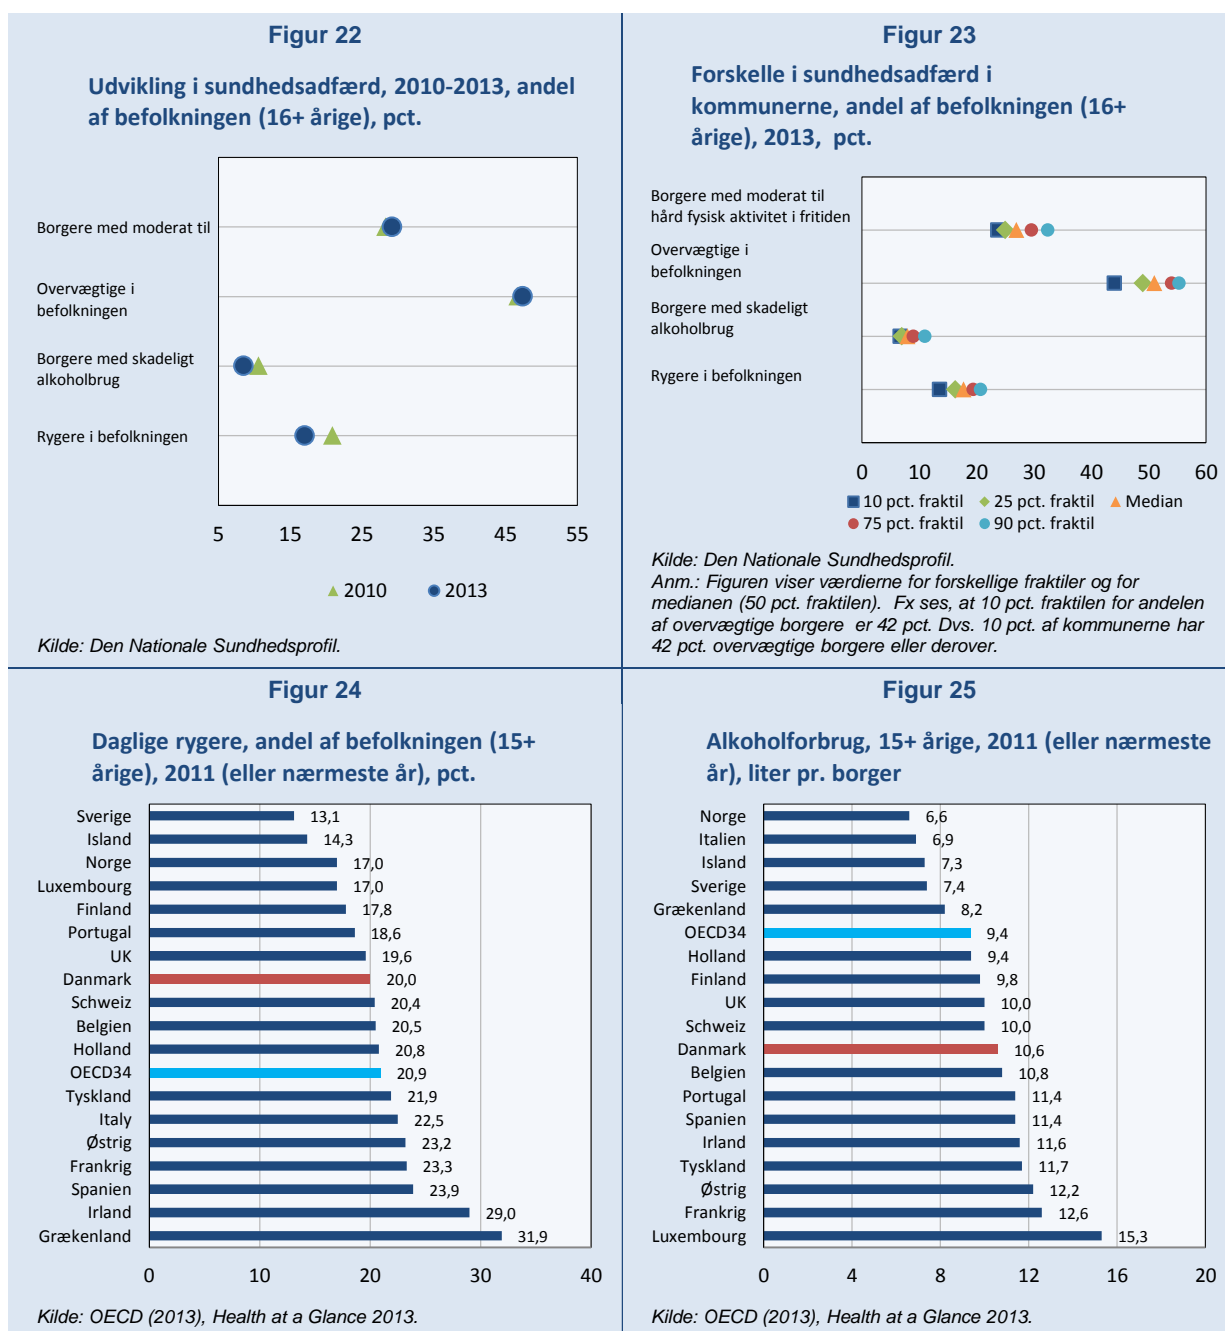 Figur 22
Udvikling i sundhedsadfærd, 2010-2013, andel
af befolkningen (16+ årige), pct.
Borgere med moderat til
Overvægtige i
befolkningen
Borgere med skadeligt
alkoholbrug
Rygere i befolkningen
5 15 25 35 45 55
2010 2013
Kilde: Den Nationale Sundhedsprofil.
Figur 23
Forskelle i sundhedsadfærd i
kommunerne, andel af befolkningen (16+
årige), 2013, pct.
Borgere med moderat til
hård fysisk aktivitet i fritiden
Overvægtige i
befolkningen
Borgere med skadeligt
alkoholbrug
Rygere i befolkningen
0 10 20 30 40 50 60
10 pct. fraktil 25 pct. fraktil Median
75 pct. fraktil 90 pct. fraktil
Kilde: Den Nationale Sundhedsprofil.
Anm.: Figuren viser værdierne for forskellige fraktiler og for
medianen (50 pct. fraktilen). Fx ses, at 10 pct. fraktilen for andelen
af overvægtige borgere er 42 pct. Dvs. 10 pct. af kommunerne har
42 pct. overvægtige borgere eller derover.
Figur 24
Daglige rygere, andel af befolkningen (15+
årige), 2011 (eller nærmeste år), pct.
Sverige 13,1
Island 14,3
Norge 17,0
Luxembourg 17,0
Finland 17,8
Portugal 18,6
UK 19,6
Danmark 20,0
Schweiz 20,4
Belgien 20,5
Holland 20,8
OECD34 20,9
Tyskland 21,9
Italy 22,5
Østrig 23,2
Frankrig 23,3
Spanien 23,9
Irland 29,0
Grækenland 31,9
0 10 20 30 40
Kilde: OECD (2013), Health at a Glance 2013.
Figur 25
Alkoholforbrug, 15+ årige, 2011 (eller nærmeste
år), liter pr. borger
Norge 6,6
Italien 6,9
Island 7,3
Sverige 7,4
Grækenland 8,2
OECD34 9,4
Holland 9,4
Finland 9,8
UK 10,0
Schweiz 10,0
Danmark 10,6
Belgien 10,8
Portugal 11,4
Spanien 11,4
Irland 11,6
Tyskland 11,7
Østrig 12,2
Frankrig 12,6
Luxembourg 15,3
0 4 8 12 16 20
Kilde: OECD (2013), Health at a Glance 2013.